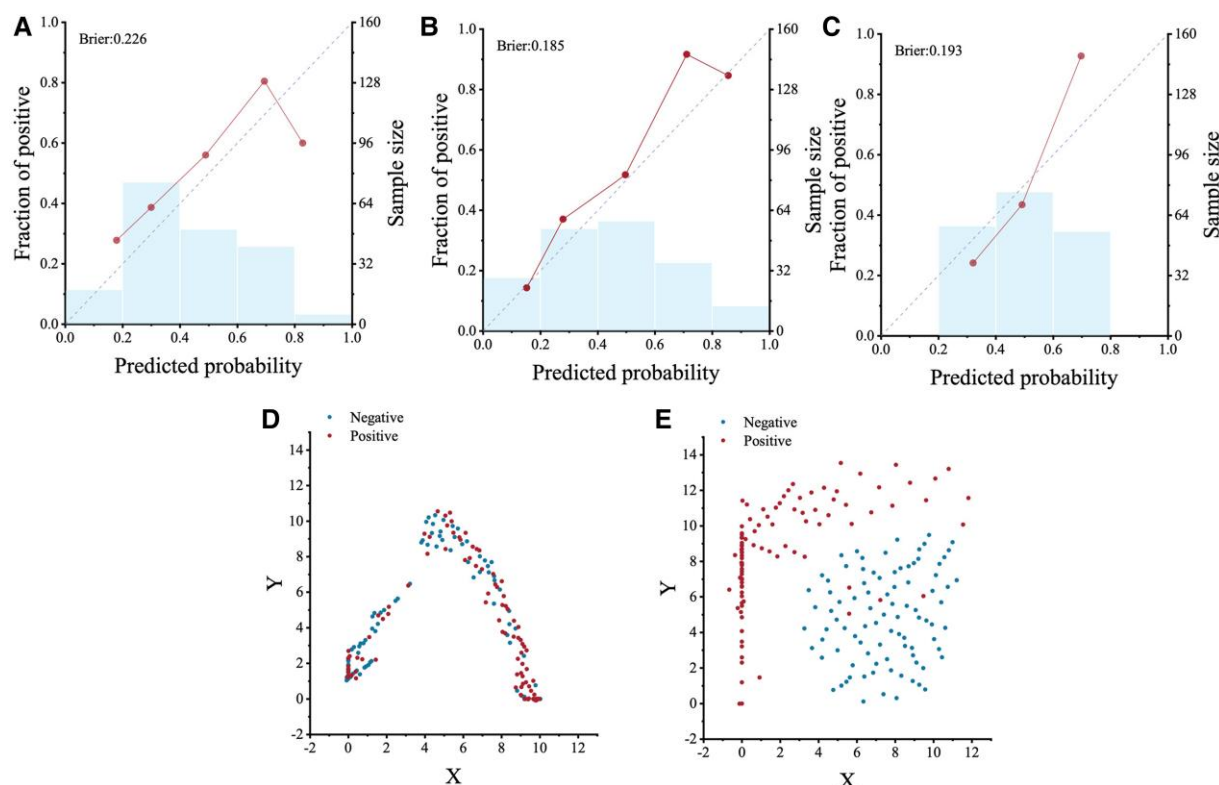 A
Brier:0.226
Fraction of positive
1.0
0.8
0.6
0.4
0.2
0.0
160
128
96
64
32
0
Sample size
0.0 0.2 0.4 0.6 0.8 1.0
Predicted probability
B
Brier:0.185
Fraction of positive
1.0
0.8
0.6
0.4
0.2
0.0
160
128
96
64
32
0
Sample size
0.0 0.2 0.4 0.6 0.8 1.0
Predicted probability
C
Brier:0.193
Fraction of positive
1.0
0.8
0.6
0.4
0.2
0.0
160
128
96
64
32
0
Sample size
0.0 0.2 0.4 0.6 0.8 1.0
Predicted probability
D
Negative
Positive
Y
14
12
10
8
6
4
2
0
-2
-2 0 2 4 6 8 10 12
X
E
Negative
Positive
Y
14
12
10
8
6
4
2
0
-2
-2 0 2 4 6 8 10 12
X